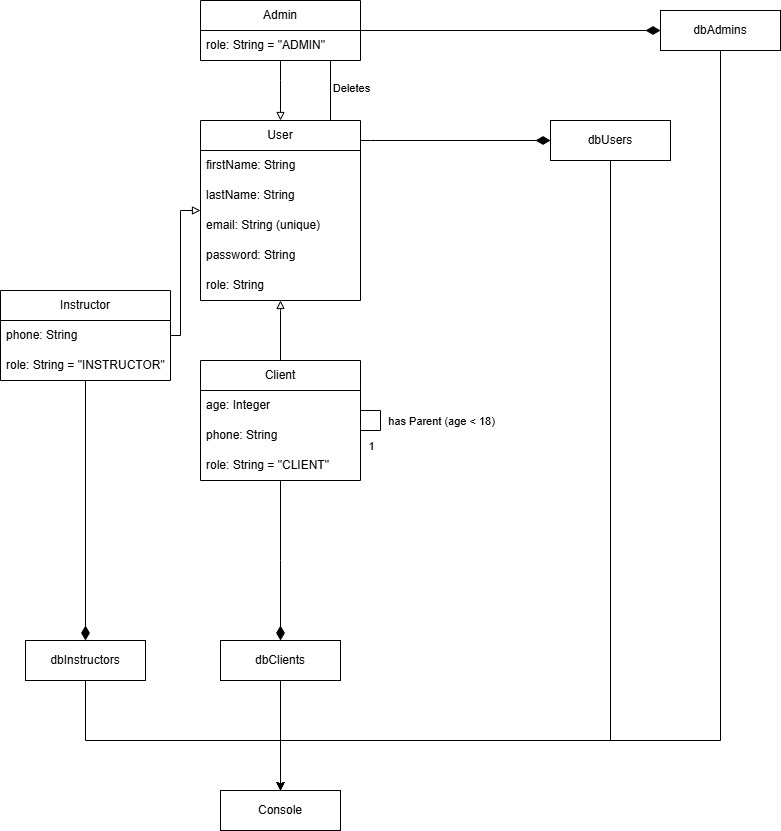 Admin
role: String = "ADMIN"
dbAdmins
Deletes
User
firstName: String
lastName: String
email: String (unique)
password: String
role: String
dbUsers
Instructor
phone: String
role: String = "INSTRUCTOR"
Client
age: Integer
phone: String
role: String = "CLIENT"
has Parent (age < 18)
1
dbInstructors
dbClients
Console